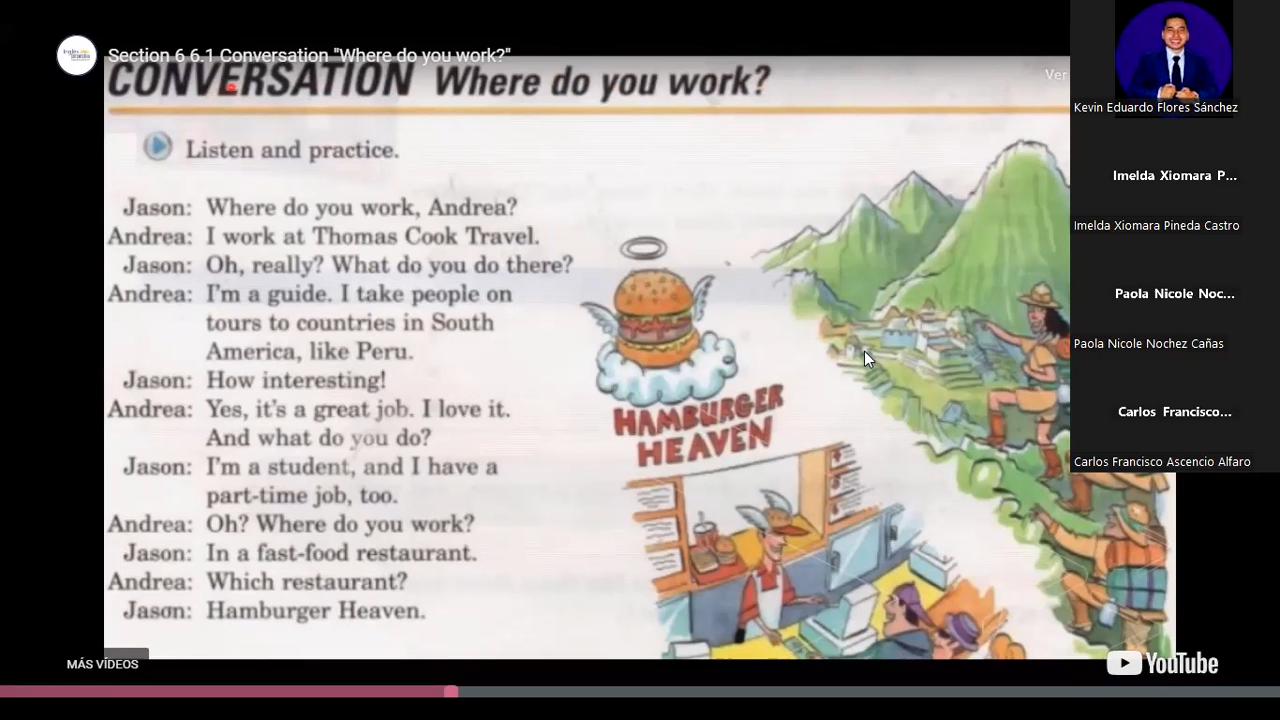 Section 6 6.1 Conversation "Where do you work?"
CONVERSATION Where do you work?
Ver
Listen and practice.
Jason: Where do you work, Andrea?
Andrea: I work at Thomas Cook Travel.
Jason: Oh, really? What do you do there?
Andrea: I'm a guide. I take people on
tours to countries in South
America, like Peru.
Jason: How interesting!
Andrea: Yes, it's a great job. I love it.
And what do you do?
Jason: I'm a student, and I have a
part-time job, too.
Andrea: Oh? Where do you work?
Jason: In a fast-food restaurant.
Andrea: Which restaurant?
Jason: Hamburger Heaven.
HAMBURGER
HEAVEN
MÁS VÍDEOS
YouTube
Kevin Eduardo Flores Sánchez
Imelda Xiomara P...
Imelda Xiomara Pineda Castro
Paola Nicole Noc...
Paola Nicole Nochez Cañas
Carlos Francisco...
Carlos Francisco Ascencio Alfaro